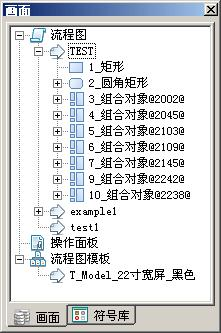 画面
流程图
TEST
1_矩形
2_圆角矩形
3_组合对象@2002@
4_组合对象@2045@
5_组合对象@2103@
6_组合对象@2109@
7_组合对象@2145@
9_组合对象@2242@
10_组合对象@2238@
example1
test1
操作面板
流程图模板
T_Model_22寸宽屏_黑色
画面
符号库